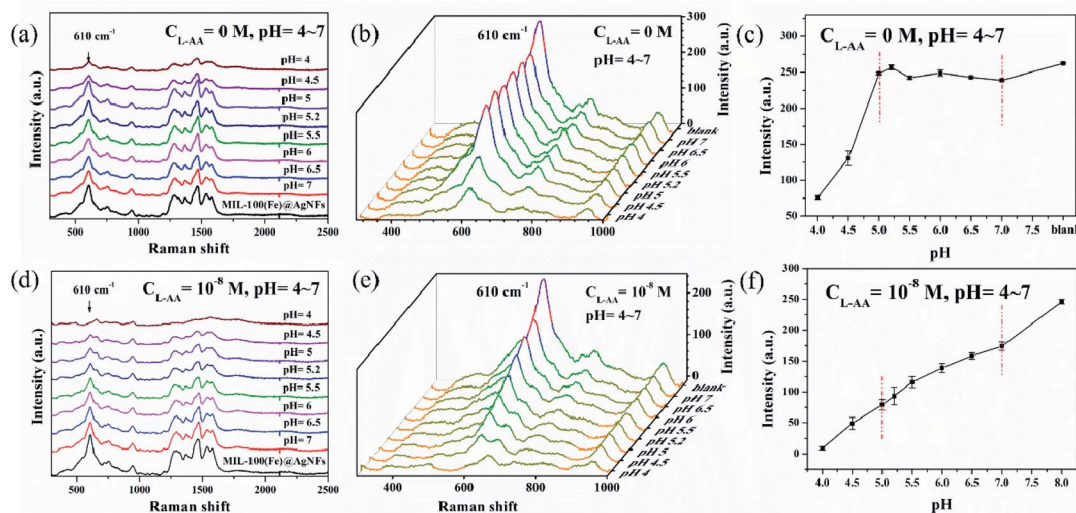 (a)
C_L-AA = 0 M, pH= 4~7
610 cm⁻¹
pH= 4
pH= 4.5
pH= 5
pH= 5.2
pH= 5.5
pH= 6
pH= 6.5
pH= 7
MIL-100(Fe)@AgNFs
Intensity (a.u.)
500 1000 1500 2000 2500
Raman shift
(b)
610 cm⁻¹
C_L-AA = 0 M
pH= 4~7
300
200
100
0
Intensity (a.u.)
blank
pH 7
pH 6.5
pH 6
pH 5.5
pH 5.2
pH 5
pH 4.5
pH 4
400 600 800 1000
Raman shift
(c)
C_L-AA = 0 M, pH= 4~7
300
250
200
150
100
50
Intensity (a.u.)
4.0 4.5 5.0 5.5 6.0 6.5 7.0 7.5 blank
pH
(d)
C_L-AA = 10⁻⁸ M, pH= 4~7
610 cm⁻¹
pH= 4
pH= 4.5
pH= 5
pH= 5.2
pH= 5.5
pH= 6
pH= 6.5
pH= 7
MIL-100(Fe)@AgNFs
Intensity (a.u.)
500 1000 1500 2000 2500
Raman shift
(e)
610 cm⁻¹
C_L-AA = 10⁻⁸ M
pH= 4~7
200
100
0
Intensity (a.u.)
blank
pH 7
pH 6.5
pH 6
pH 5.5
pH 5.2
pH 5
pH 4.5
pH 4
400 600 800 1000
Raman shift
(f)
C_L-AA = 10⁻⁸ M, pH= 4~7
300
250
200
150
100
50
0
Intensity (a.u.)
4.0 4.5 5.0 5.5 6.0 6.5 7.0 7.5 8.0
pH